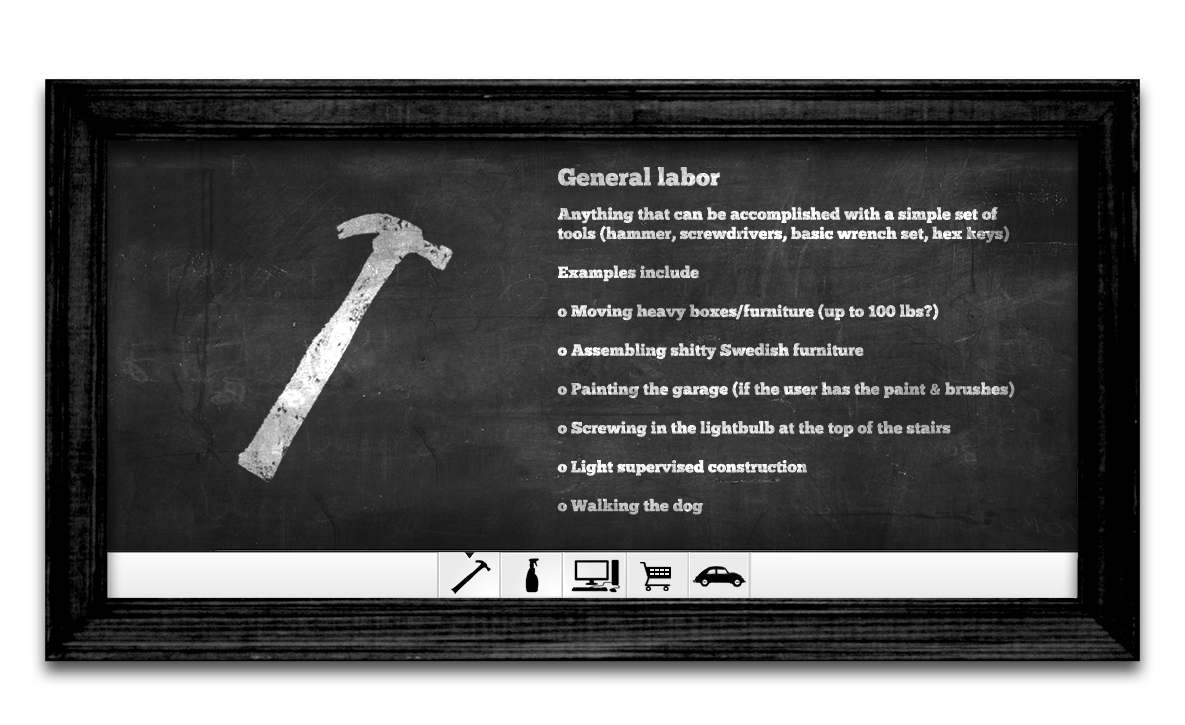 General labor
Anything that can be accomplished with a simple set of
tools (hammer, screwdrivers, basic wrench set, hex keys)
Examples include
o Moving heavy boxes/furniture (up to 100 lbs?)
o Assembling shitty Swedish furniture
o Painting the garage (if the user has the paint & brushes)
o Screwing in the lightbulb at the top of the stairs
o Light supervised construction
o Walking the dog